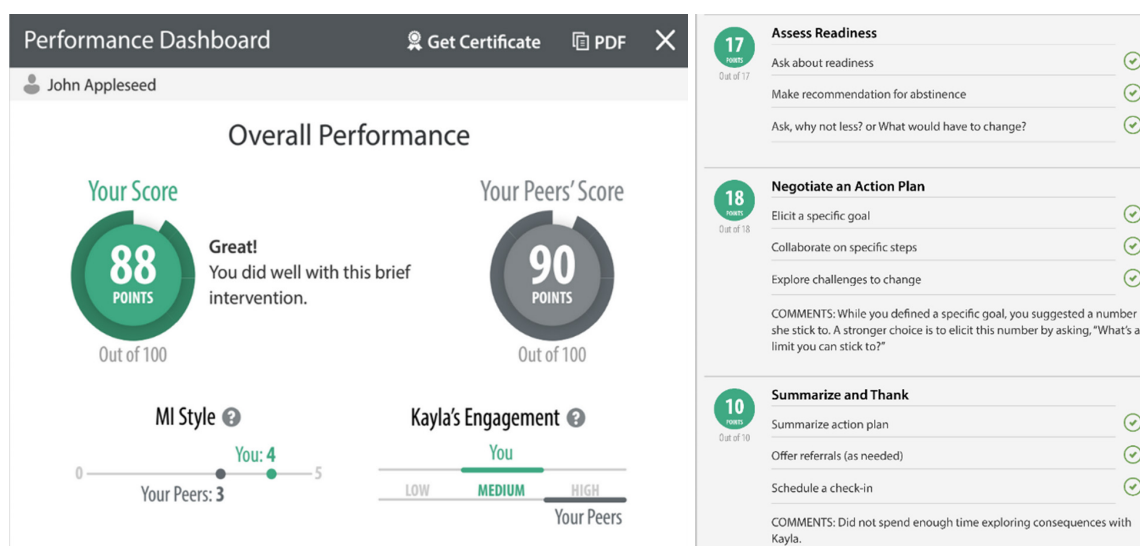 Performance Dashboard
Get Certificate
PDF
John Appleseed
Overall Performance
Your Score
88
POINTS
Out of 100
Great!
You did well with this brief
intervention.
Your Peers' Score
90
POINTS
Out of 100
MI Style ?
0
You: 4
5
Your Peers: 3
Kayla's Engagement ?
You
LOW MEDIUM HIGH
Your Peers
17
POINTS
Out of 17
Assess Readiness
Ask about readiness
Make recommendation for abstinence
Ask, why not less? or What would have to change?
18
POINTS
Out of 18
Negotiate an Action Plan
Elicit a specific goal
Collaborate on specific steps
Explore challenges to change
COMMENTS: While you defined a specific goal, you suggested a number
she stick to. A stronger choice is to elicit this number by asking, "What's a
limit you can stick to?"
10
POINTS
Out of 10
Summarize and Thank
Summarize action plan
Offer referrals (as needed)
Schedule a check-in
COMMENTS: Did not spend enough time exploring consequences with
Kayla.